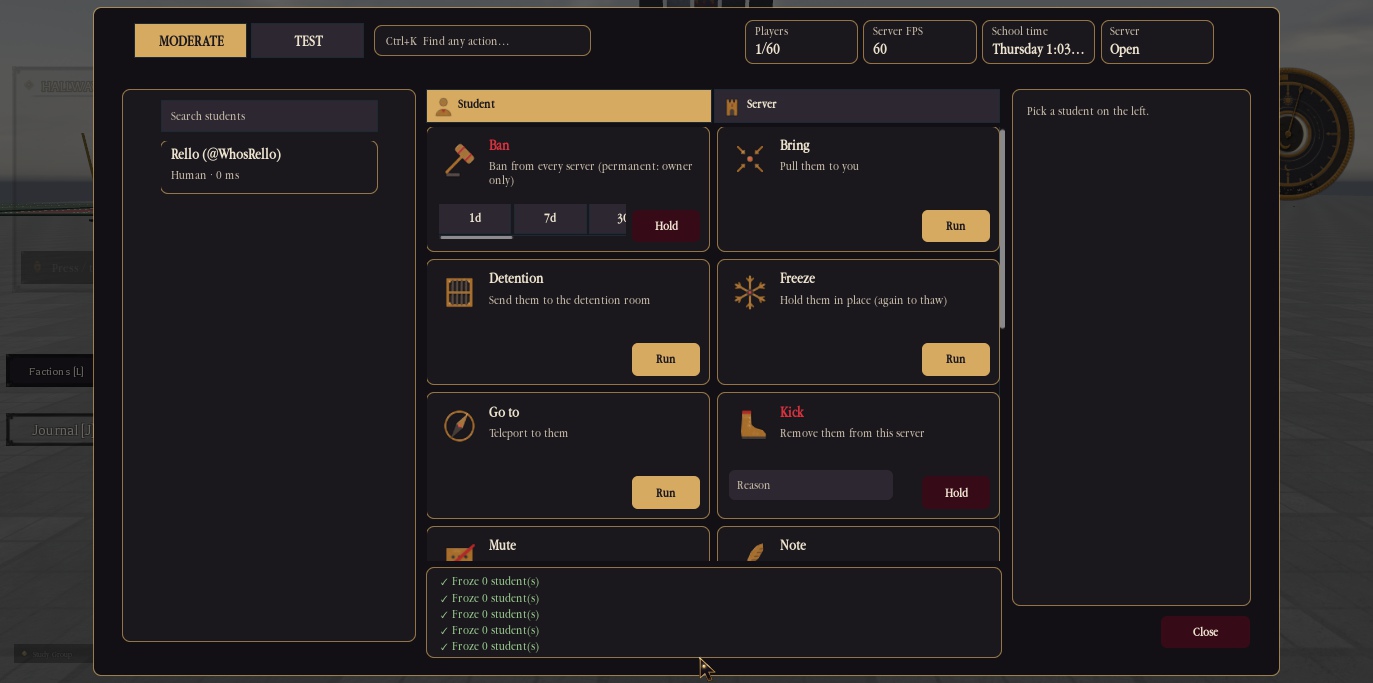 MODERATE
TEST
Ctrl+K Find any action...
Players
1/60
Server FPS
60
School time
Thursday 1:03...
Server
Open
Search students
Rello (@WhosRello)
Human · 0 ms
Student
Server
Ban
Ban from every server (permanent: owner
only)
1d
7d
Hold
Bring
Pull them to you
Run
Detention
Send them to the detention room
Run
Freeze
Hold them in place (again to thaw)
Run
Go to
Teleport to them
Run
Kick
Remove them from this server
Reason
Hold
Mute
Note
✓ Froze 0 student(s)
✓ Froze 0 student(s)
✓ Froze 0 student(s)
✓ Froze 0 student(s)
✓ Froze 0 student(s)
Pick a student on the left.
Close
Press
Factions [L]
Journal [J]
Study Group